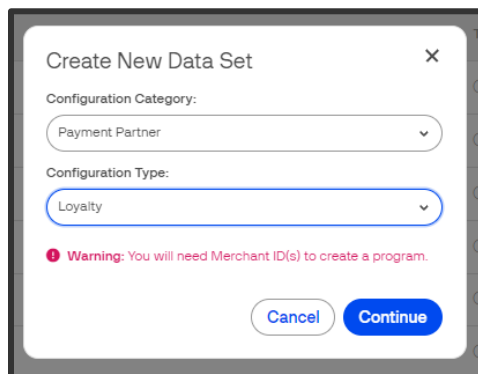 Create New Data Set
Configuration Category:
Payment Partner
Configuration Type:
Loyalty
Warning: You will need Merchant ID(s) to create a program.
Cancel
Continue